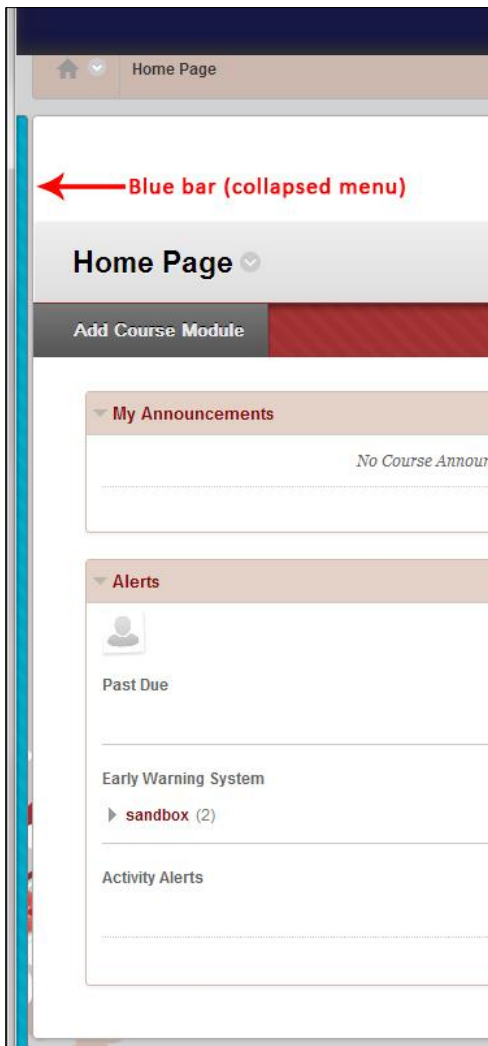 Home Page
Blue bar (collapsed menu)
Home Page
Add Course Module
My Announcements
No Course Announ
Alerts
Past Due
Early Warning System
sandbox (2)
Activity Alerts